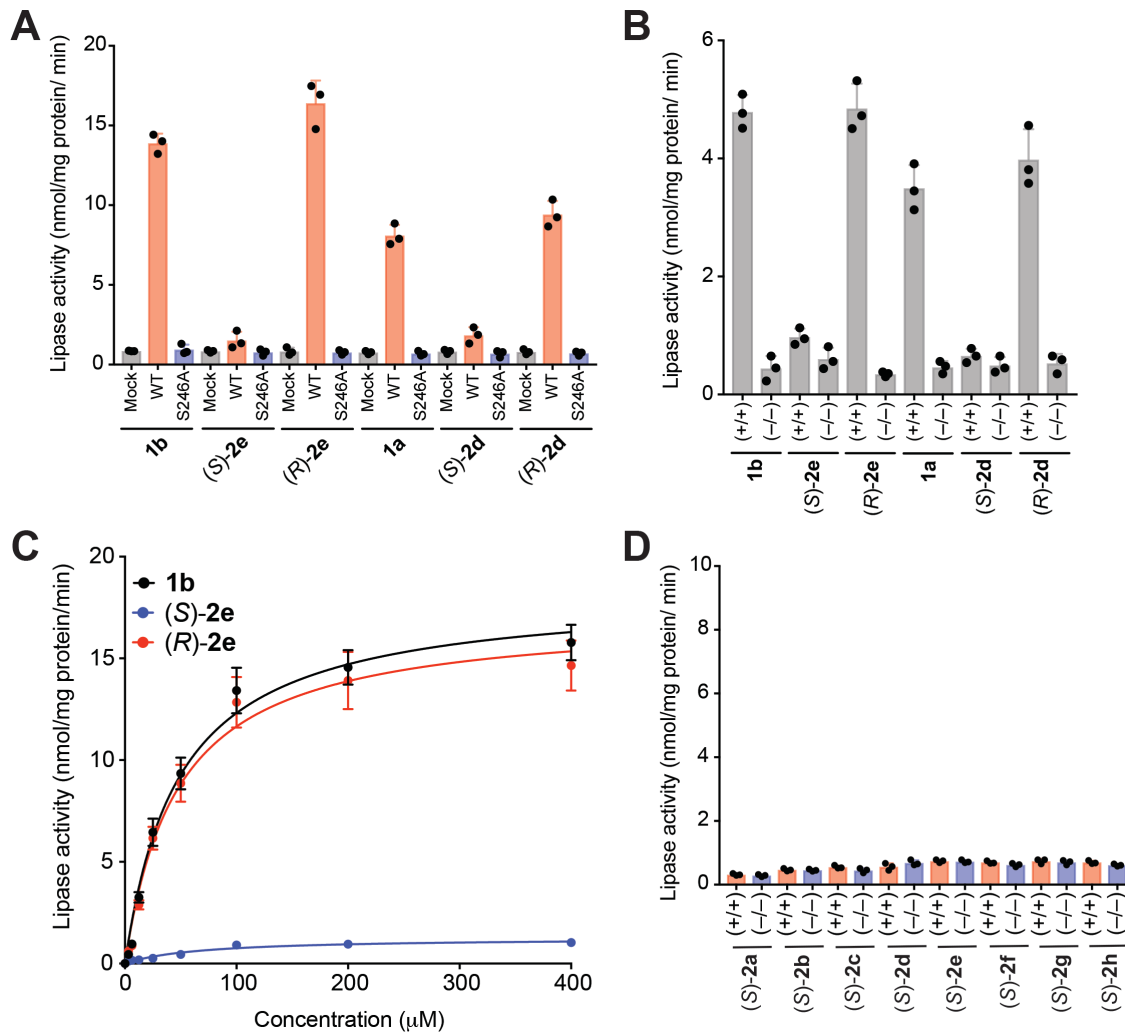 A
Lipase activity (nmol/mg protein/ min)
20
15
10
5
0
Mock WT S246A Mock WT S246A Mock WT S246A Mock WT S246A Mock WT S246A Mock WT S246A
1b (S)-2e (R)-2e 1a (S)-2d (R)-2d
B
Lipase activity (nmol/mg protein/ min)
6
4
2
0
(+/+) (−/−) (+/+) (−/−) (+/+) (−/−) (+/+) (−/−) (+/+) (−/−) (+/+) (−/−)
1b (S)-2e (R)-2e 1a (S)-2d (R)-2d
C
Lipase activity (nmol/mg protein/min)
20
15
10
5
0
1b
(S)-2e
(R)-2e
0 100 200 300 400
Concentration (μM)
D
Lipase activity (nmol/mg protein/ min)
10
8
6
4
2
0
(+/+) (−/−) (+/+) (−/−) (+/+) (−/−) (+/+) (−/−) (+/+) (−/−) (+/+) (−/−) (+/+) (−/−) (+/+) (−/−)
(S)-2a (S)-2b (S)-2c (S)-2d (S)-2e (S)-2f (S)-2g (S)-2h